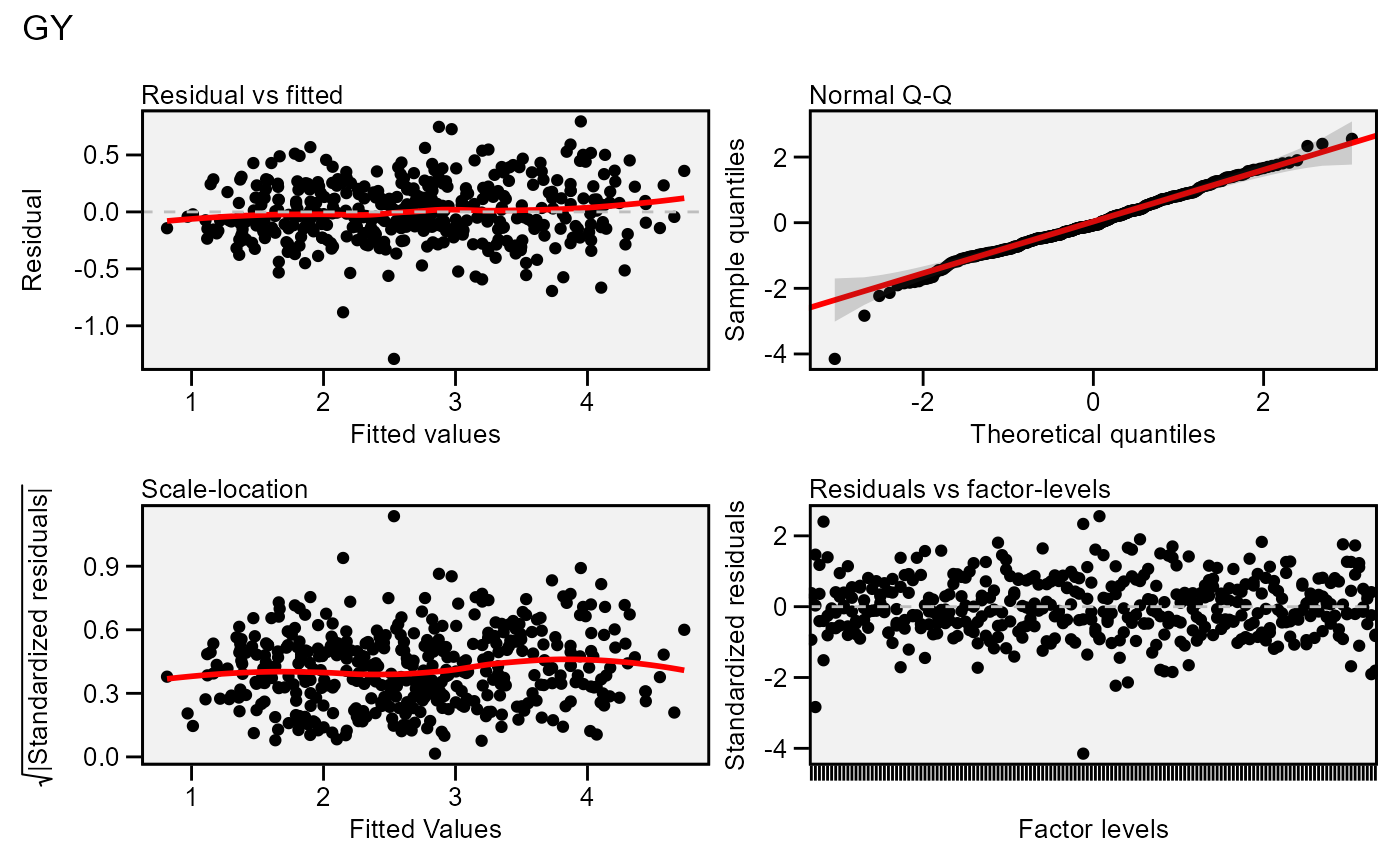 GY
Residual vs fitted
Residual
0.5
0.0
-0.5
-1.0
1 2 3 4
Fitted values
Normal Q-Q
Sample quantiles
2
0
-2
-4
-2 0 2
Theoretical quantiles
Scale-location
√|Standardized residuals|
0.9
0.6
0.3
0.0
1 2 3 4
Fitted Values
Residuals vs factor-levels
Standardized residuals
2
0
-2
-4
Factor levels